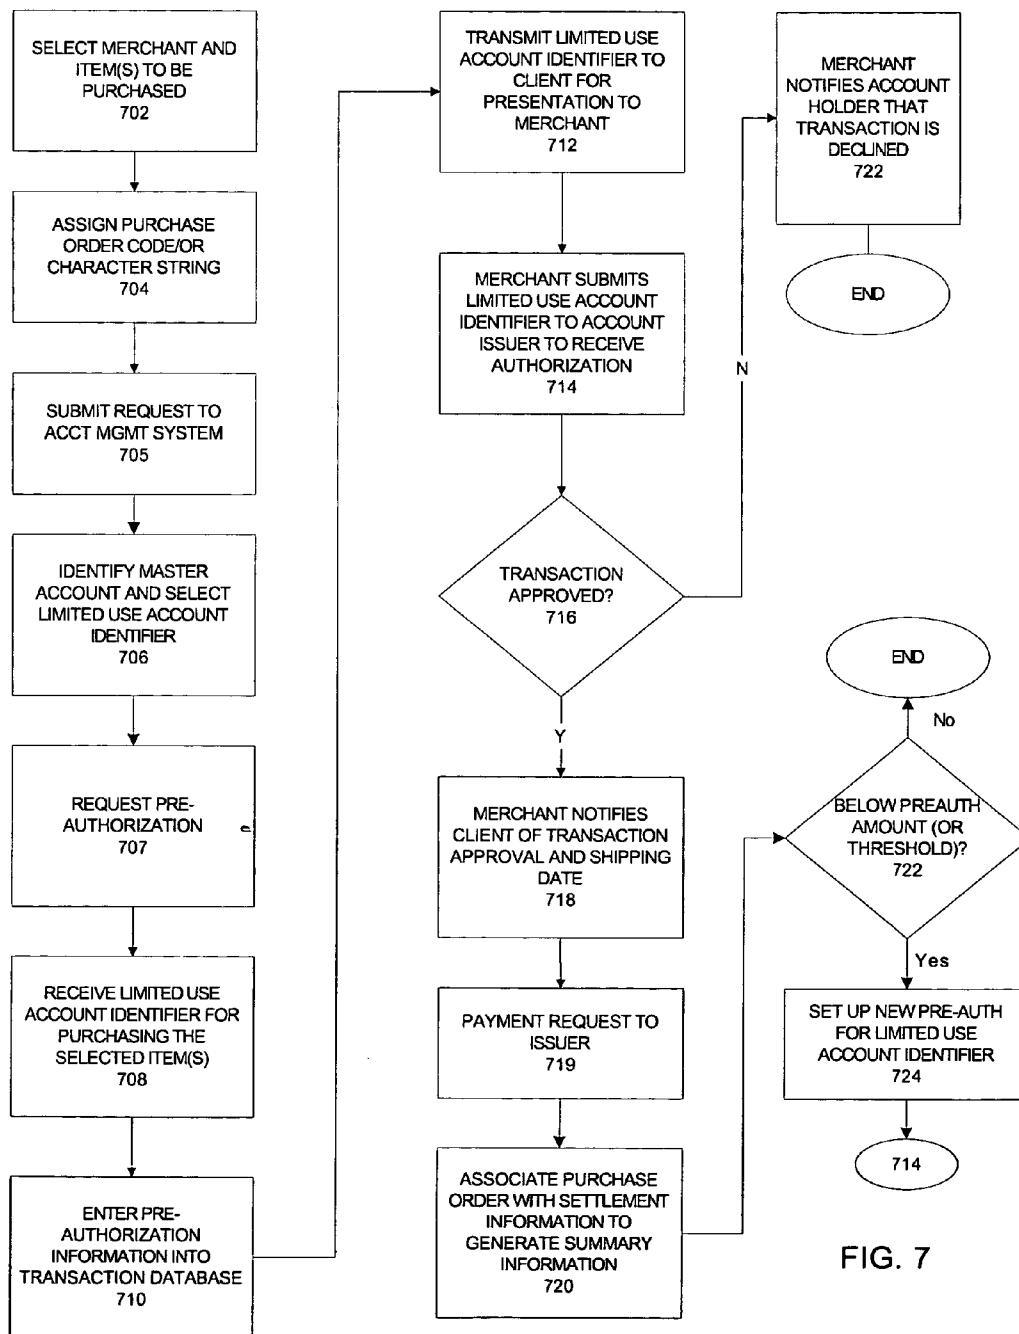 SELECT MERCHANT AND
ITEM(S) TO BE
PURCHASED
702
ASSIGN PURCHASE
ORDER CODE/OR
CHARACTER STRING
704
SUBMIT REQUEST TO
ACCT MGMT SYSTEM
705
IDENTIFY MASTER
ACCOUNT AND SELECT
LIMITED USE ACCOUNT
IDENTIFIER
706
REQUEST PRE-
AUTHORIZATION
707
RECEIVE LIMITED USE
ACCOUNT IDENTIFIER FOR
PURCHASING THE
SELECTED ITEM(S)
708
ENTER PRE-
AUTHORIZATION
INFORMATION INTO
TRANSACTION DATABASE
710
TRANSMIT LIMITED USE
ACCOUNT IDENTIFIER TO
CLIENT FOR
PRESENTATION TO
MERCHANT
712
MERCHANT SUBMITS
LIMITED USE ACCOUNT
IDENTIFIER TO ACCOUNT
ISSUER TO RECEIVE
AUTHORIZATION
714
TRANSACTION
APPROVED?
716
N
Y
MERCHANT NOTIFIES
CLIENT OF TRANSACTION
APPROVAL AND SHIPPING
DATE
718
PAYMENT REQUEST TO
ISSUER
719
ASSOCIATE PURCHASE
ORDER WITH SETTLEMENT
INFORMATION TO
GENERATE SUMMARY
INFORMATION
720
MERCHANT
NOTIFIES ACCOUNT
HOLDER THAT
TRANSACTION IS
DECLINED
722
END
END
No
BELOW PREAUTH
AMOUNT (OR
THRESHOLD)?
722
Yes
SET UP NEW PRE-AUTH
FOR LIMITED USE
ACCOUNT IDENTIFIER
724
714
FIG. 7